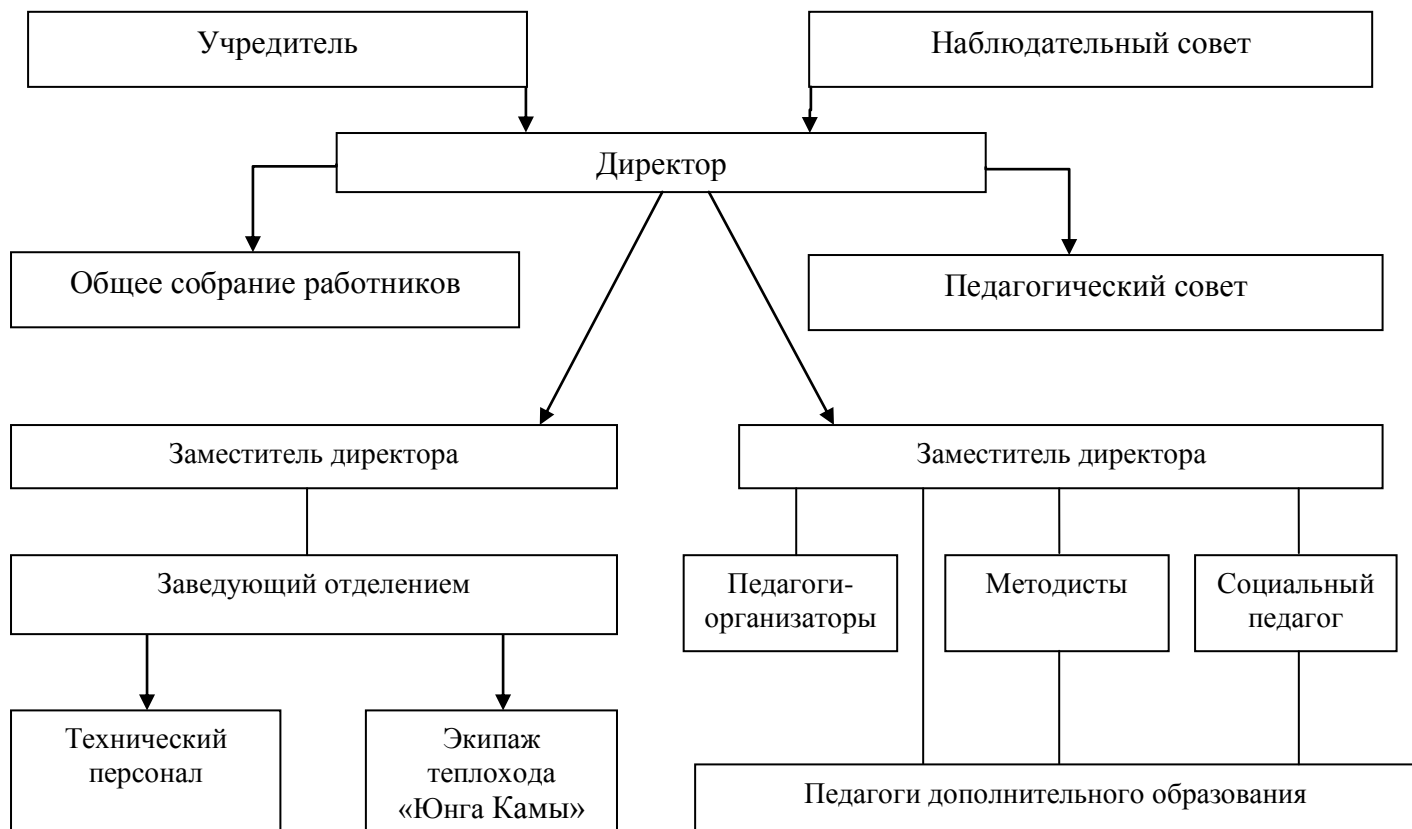 Учредитель
Наблюдательный совет
Директор
Общее собрание работников
Педагогический совет
Заместитель директора
Заместитель директора
Заведующий отделением
Педагоги-
организаторы
Методисты
Социальный
педагог
Технический
персонал
Экипаж
теплохода
«Юнга Камы»
Педагоги дополнительного образования